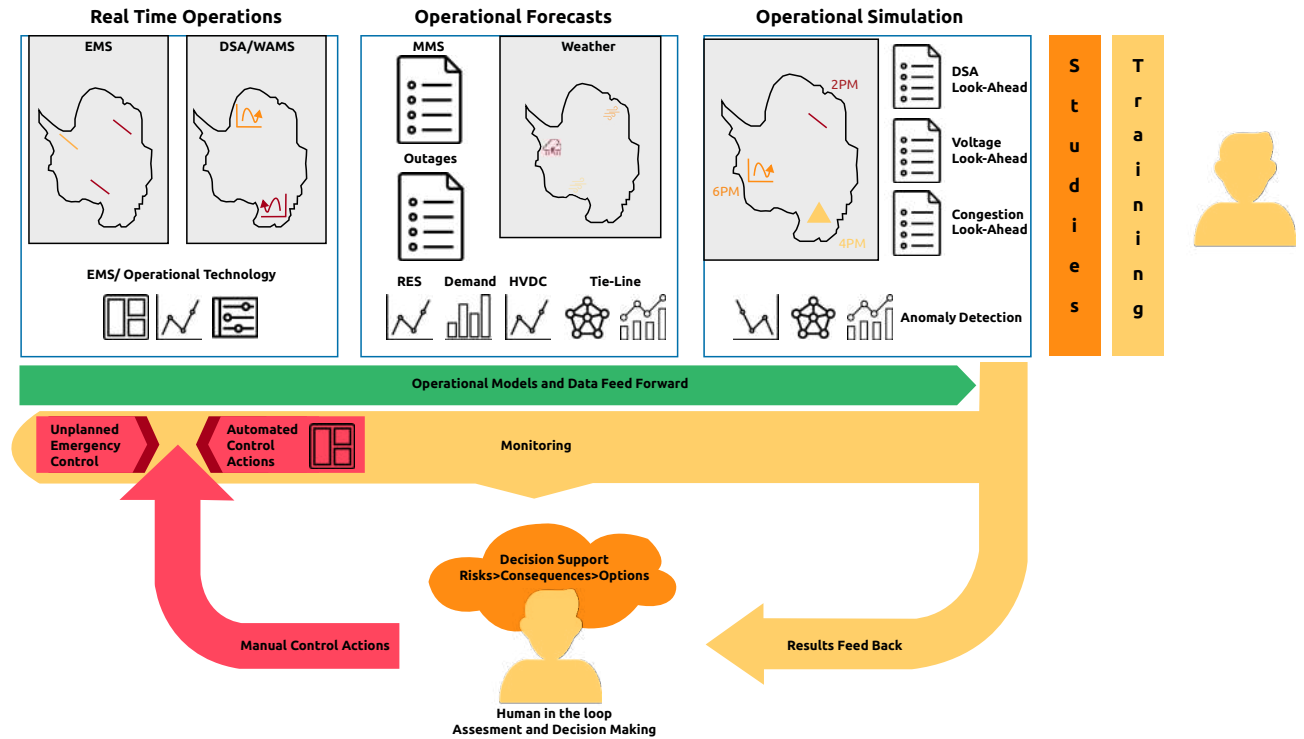 Real Time Operations
Operational Forecasts
Operational Simulation
EMS
DSA/WAMS
EMS/ Operational Technology
MMS
Weather
Outages
RES
Demand
HVDC
Tie-Line
2PM
6PM
4PM
DSA
Look-Ahead
Voltage
Look-Ahead
Congestion
Look-Ahead
Anomaly Detection
Studies
Training
Operational Models and Data Feed Forward
Unplanned
Emergency
Control
Automated
Control
Actions
Monitoring
Decision Support
Risks>Consequences>Options
Manual Control Actions
Results Feed Back
Human in the loop
Assesment and Decision Making